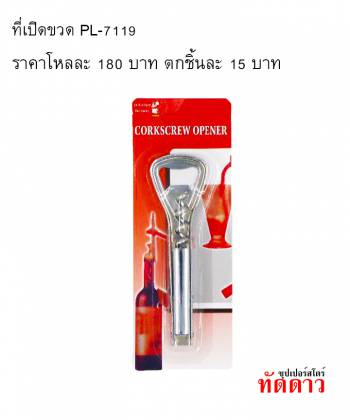 ที่เปิดขวด PL-7119
ราคาโหลละ 180 บาท ตกชิ้นละ 15 บาท
CORKSCREW OPENER
ซุปเปอร์สโตร์
ทัดดาว